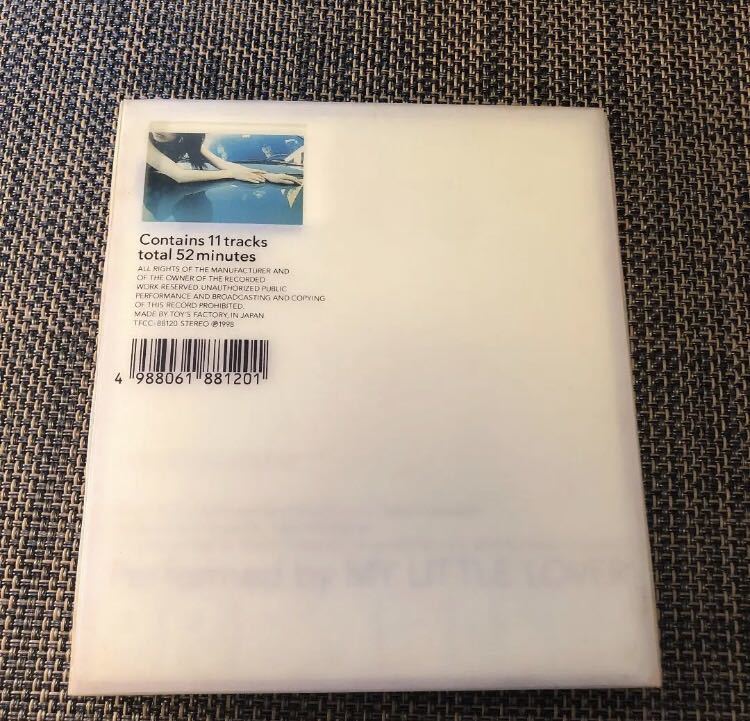 Contains 11 tracks
total 52 minutes
ALL RIGHTS OF THE MANUFACTURER AND
OF THE OWNER OF THE RECORDED
WORK RESERVED. UNAUTHORIZED PUBLIC
PERFORMANCE AND BROADCASTING AND COPYING
OF THIS RECORD PROHIBITED.
MADE BY TOY'S FACTORY, IN JAPAN
TFCC-88120 STEREO ℗1998
4 988061 881201
Performed by MY LITTLE LOVER